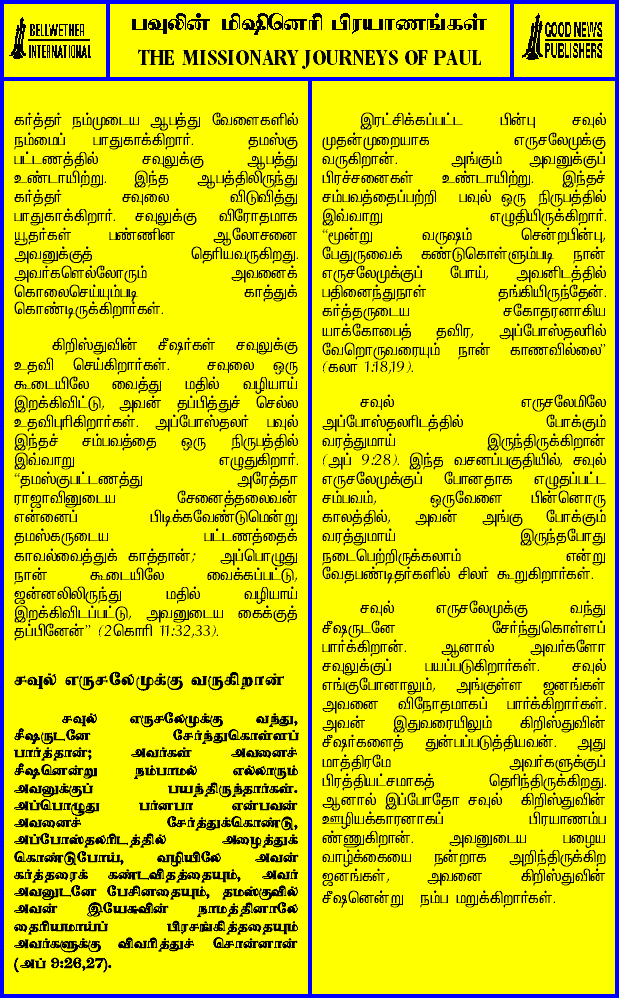 BELLWETHER
INTERNATIONAL
பவுலின் மிஷினெரி பிரயாணங்கள்
THE MISSIONARY JOURNEYS OF PAUL
GOOD NEWS
PUBLISHERS
கர்த்தர் நம்முடைய ஆபத்து வேளைகளில்
நம்மைப் பாதுகாக்கிறார். தமஸ்கு
பட்டணத்தில் சவுலுக்கு ஆபத்து
உண்டாயிற்று. இந்த ஆபத்திலிருந்து
கர்த்தர் சவுலை விடுவித்து
பாதுகாக்கிறார். சவுலுக்கு விரோதமாக
யூதர்கள் பண்ணின ஆலோசனை
அவனுக்குத் தெரியவருகிறது.
அவர்களெல்லோரும் அவனைக்
கொலைசெய்யும்படி காத்துக்
கொண்டிருக்கிறார்கள்.
கிறிஸ்துவின் சீஷர்கள் சவுலுக்கு
உதவி செய்கிறார்கள். சவுலை ஒரு
கூடையிலே வைத்து மதில் வழியாய்
இறக்கிவிட்டு, அவன் தப்பித்துச் செல்ல
உதவிபுரிகிறார்கள். அப்போஸ்தலர் பவுல்
இந்தச் சம்பவத்தை ஒரு நிருபத்தில்
இவ்வாறு எழுதுகிறார்.
“தமஸ்குபட்டணத்து அரேத்தா
ராஜாவினுடைய சேனைத்தலைவன்
என்னைப் பிடிக்கவேண்டுமென்று
தமஸ்கருடைய பட்டணத்தைக்
காவல்வைத்துக் காத்தான்; அப்பொழுது
நான் கூடையிலே வைக்கப்பட்டு,
ஜன்னலிலிருந்து மதில் வழியாய்
இறக்கிவிடப்பட்டு, அவனுடைய கைக்குத்
தப்பினேன்” (2கொரி 11:32,33).
சவுல் எருசலேமுக்கு வருகிறான்
சவுல் எருசலேமுக்கு வந்து,
சீஷருடனே சேர்ந்துகொள்ளப்
பார்த்தான்; அவர்கள் அவனைச்
சீஷனென்று நம்பாமல் எல்லாரும்
அவனுக்குப் பயந்திருந்தார்கள்.
அப்பொழுது பர்னபா என்பவன்
அவனைச் சேர்த்துக்கொண்டு,
அப்போஸ்தலரிடத்தில் அழைத்துக்
கொண்டுபோய், வழியிலே அவன்
கர்த்தரைக் கண்டவிதத்தையும், அவர்
அவனுடனே பேசினதையும், தமஸ்குவில்
அவன் இயேசுவின் நாமத்தினாலே
தைரியமாய்ப் பிரசங்கித்ததையும்
அவர்களுக்கு விவரித்துச் சொன்னான்
(அப் 9:26,27).
இரட்சிக்கப்பட்ட பின்பு சவுல்
முதன்முறையாக எருசலேமுக்கு
வருகிறான். அங்கும் அவனுக்குப்
பிரச்சனைகள் உண்டாயிற்று. இந்தச்
சம்பவத்தைப்பற்றி பவுல் ஒரு நிருபத்தில்
இவ்வாறு எழுதியிருக்கிறார்.
“மூன்று வருஷம் சென்றபின்பு,
பேதுருவைக் கண்டுகொள்ளும்படி நான்
எருசலேமுக்குப் போய், அவனிடத்தில்
பதினைந்துநாள் தங்கியிருந்தேன்.
கர்த்தருடைய சகோதரனாகிய
யாக்கோபைத் தவிர, அப்போஸ்தலரில்
வேறொருவரையும் நான் காணவில்லை”
(கலா 1:18,19).
சவுல் எருசலேமிலே
அப்போஸ்தலரிடத்தில் போக்கும்
வரத்துமாய் இருந்திருக்கிறான்
(அப் 9:28). இந்த வசனப்பகுதியில், சவுல்
எருசலேமுக்குப் போனதாக எழுதப்பட்ட
சம்பவம், ஒருவேளை பின்னொரு
காலத்தில், அவன் அங்கு போக்கும்
வரத்துமாய் இருந்தபோது
நடைபெற்றிருக்கலாம் என்று
வேதபண்டிதர்களில் சிலர் கூறுகிறார்கள்.
சவுல் எருசலேமுக்கு வந்து
சீஷருடனே சேர்ந்துகொள்ளப்
பார்க்கிறான். ஆனால் அவர்களோ
சவுலுக்குப் பயப்படுகிறார்கள். சவுல்
எங்குபோனாலும், அங்குள்ள ஜனங்கள்
அவனை விநோதமாகப் பார்க்கிறார்கள்.
அவன் இதுவரையிலும் கிறிஸ்துவின்
சீஷர்களைத் துன்பப்படுத்தியவன். அது
மாத்திரமே அவர்களுக்குப்
பிரத்தியட்சமாகத் தெரிந்திருக்கிறது.
ஆனால் இப்போதோ சவுல் கிறிஸ்துவின்
ஊழியக்காரனாகப் பிரயாணம்ப
ண்ணுகிறான். அவனுடைய பழைய
வாழ்க்கையை நன்றாக அறிந்திருக்கிற
ஜனங்கள், அவனை கிறிஸ்துவின்
சீஷனென்று நம்ப மறுக்கிறார்கள்.